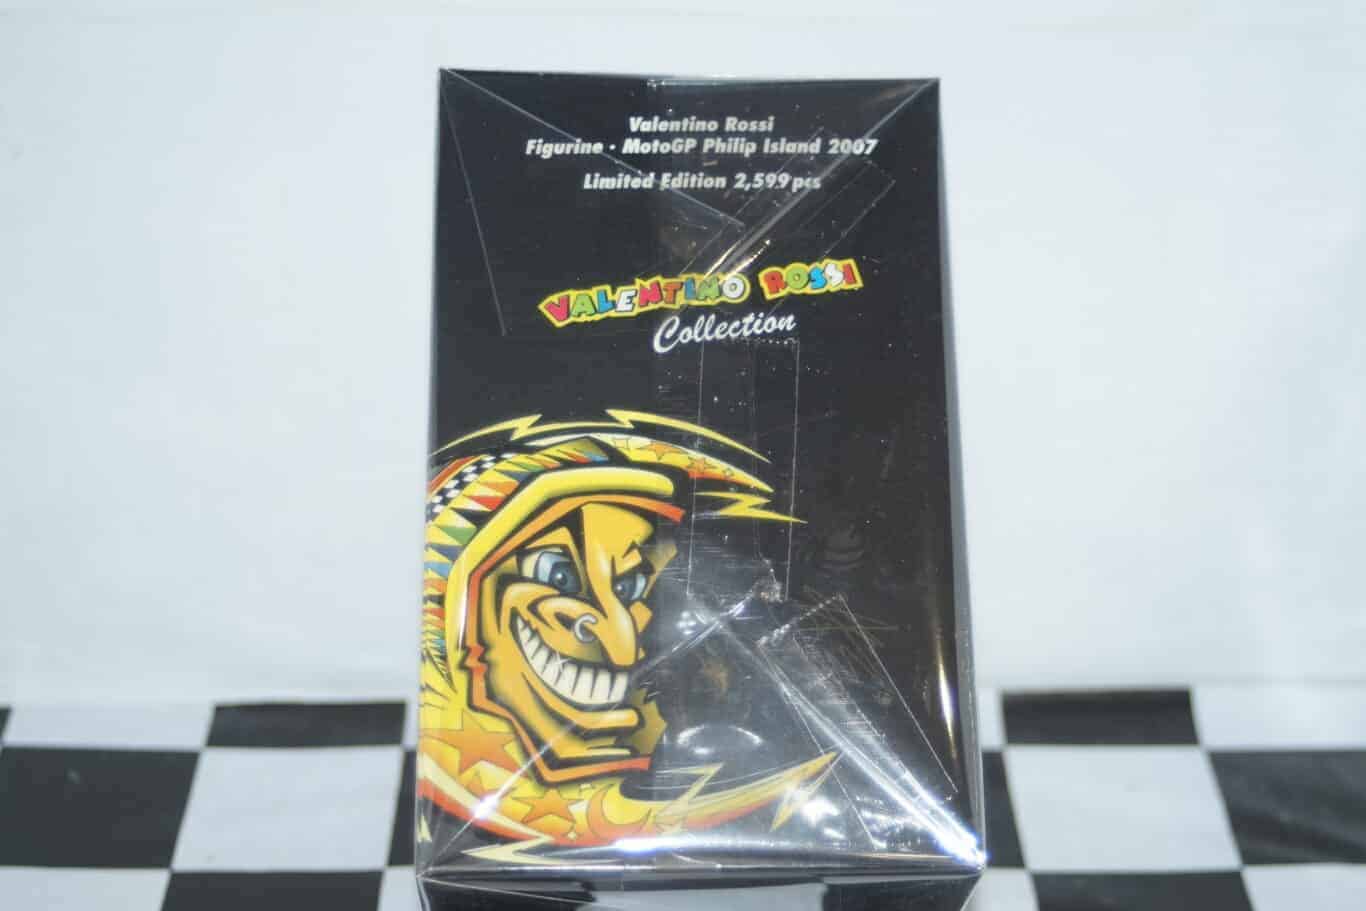 Valentino Rossi
Figurine • MotoGP Philip Island 2007
Limited Edition 2,599 pcs
VALENTINO ROSSI
Collection